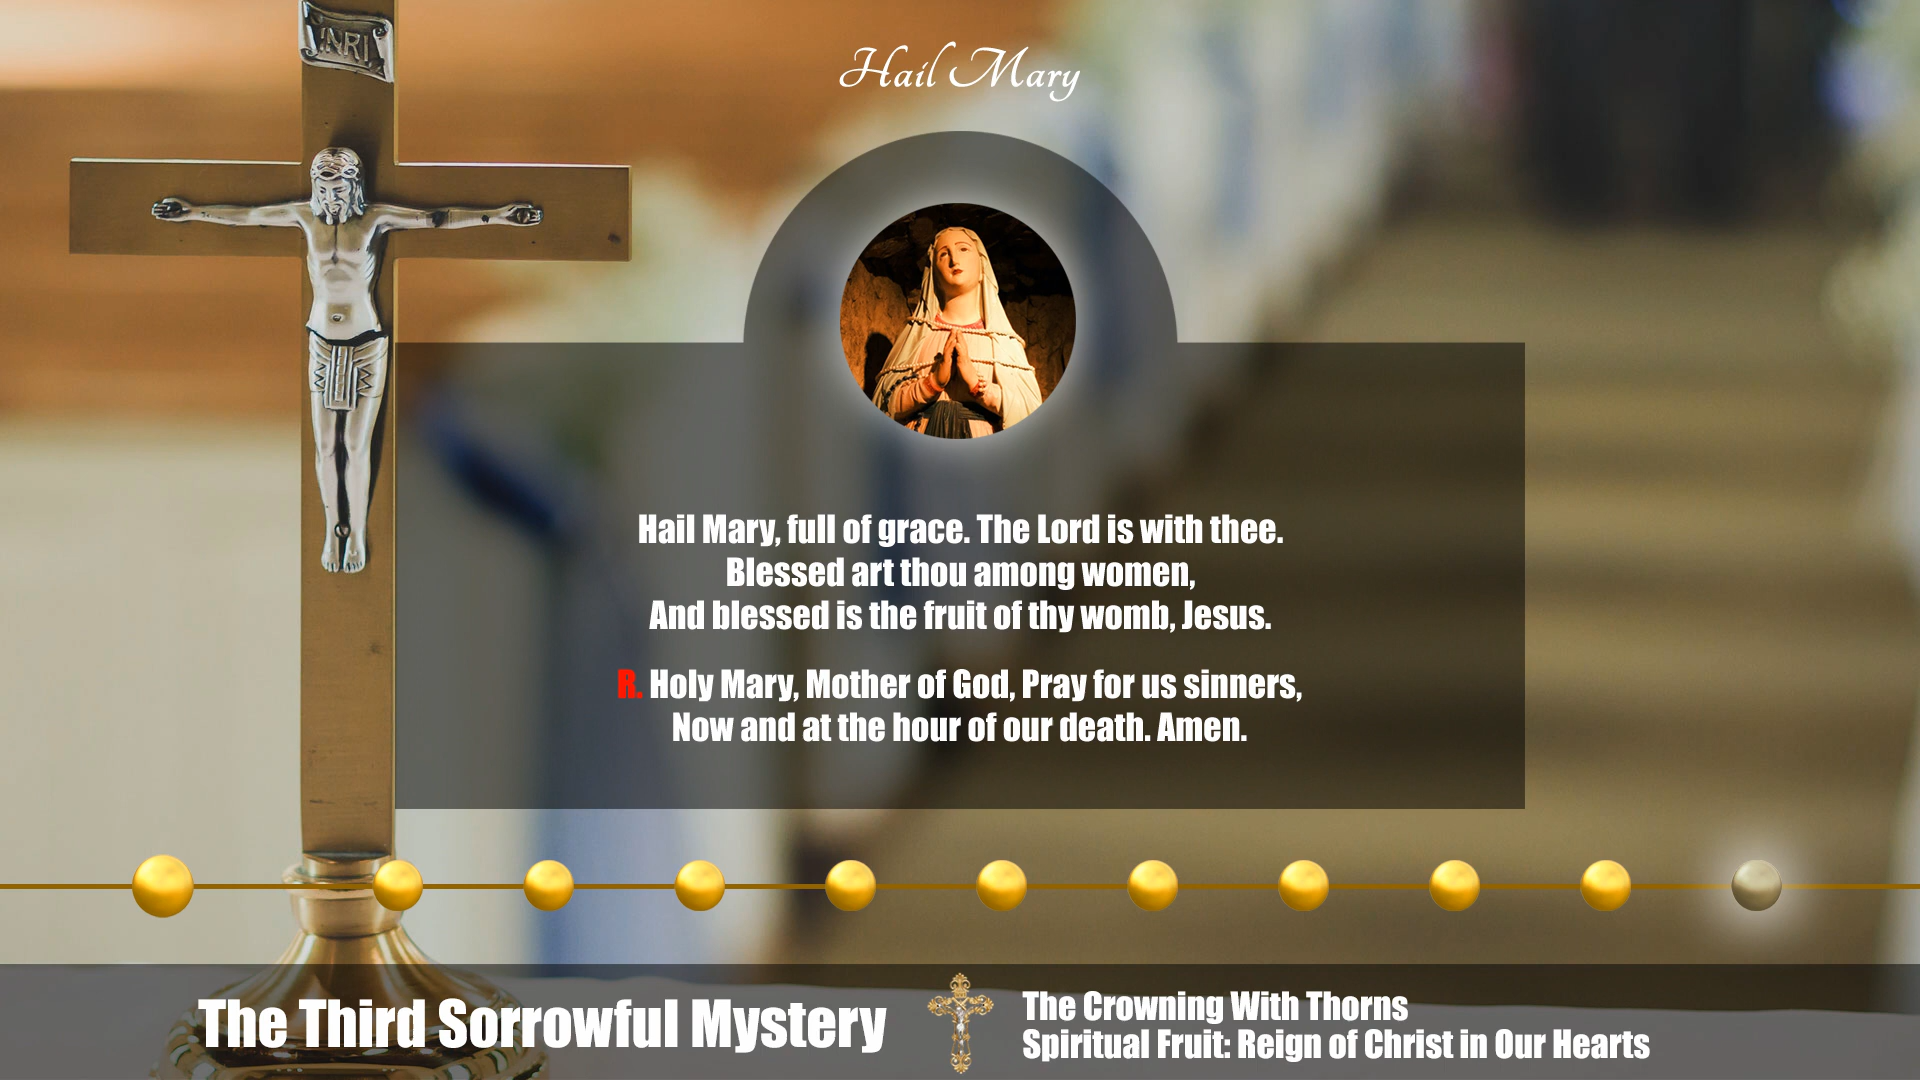 INRI
Hail Mary
Hail Mary, full of grace. The Lord is with thee.
Blessed art thou among women,
And blessed is the fruit of thy womb, Jesus.
R. Holy Mary, Mother of God, Pray for us sinners,
Now and at the hour of our death. Amen.
The Third Sorrowful Mystery
The Crowning With Thorns
Spiritual Fruit: Reign of Christ in Our Hearts